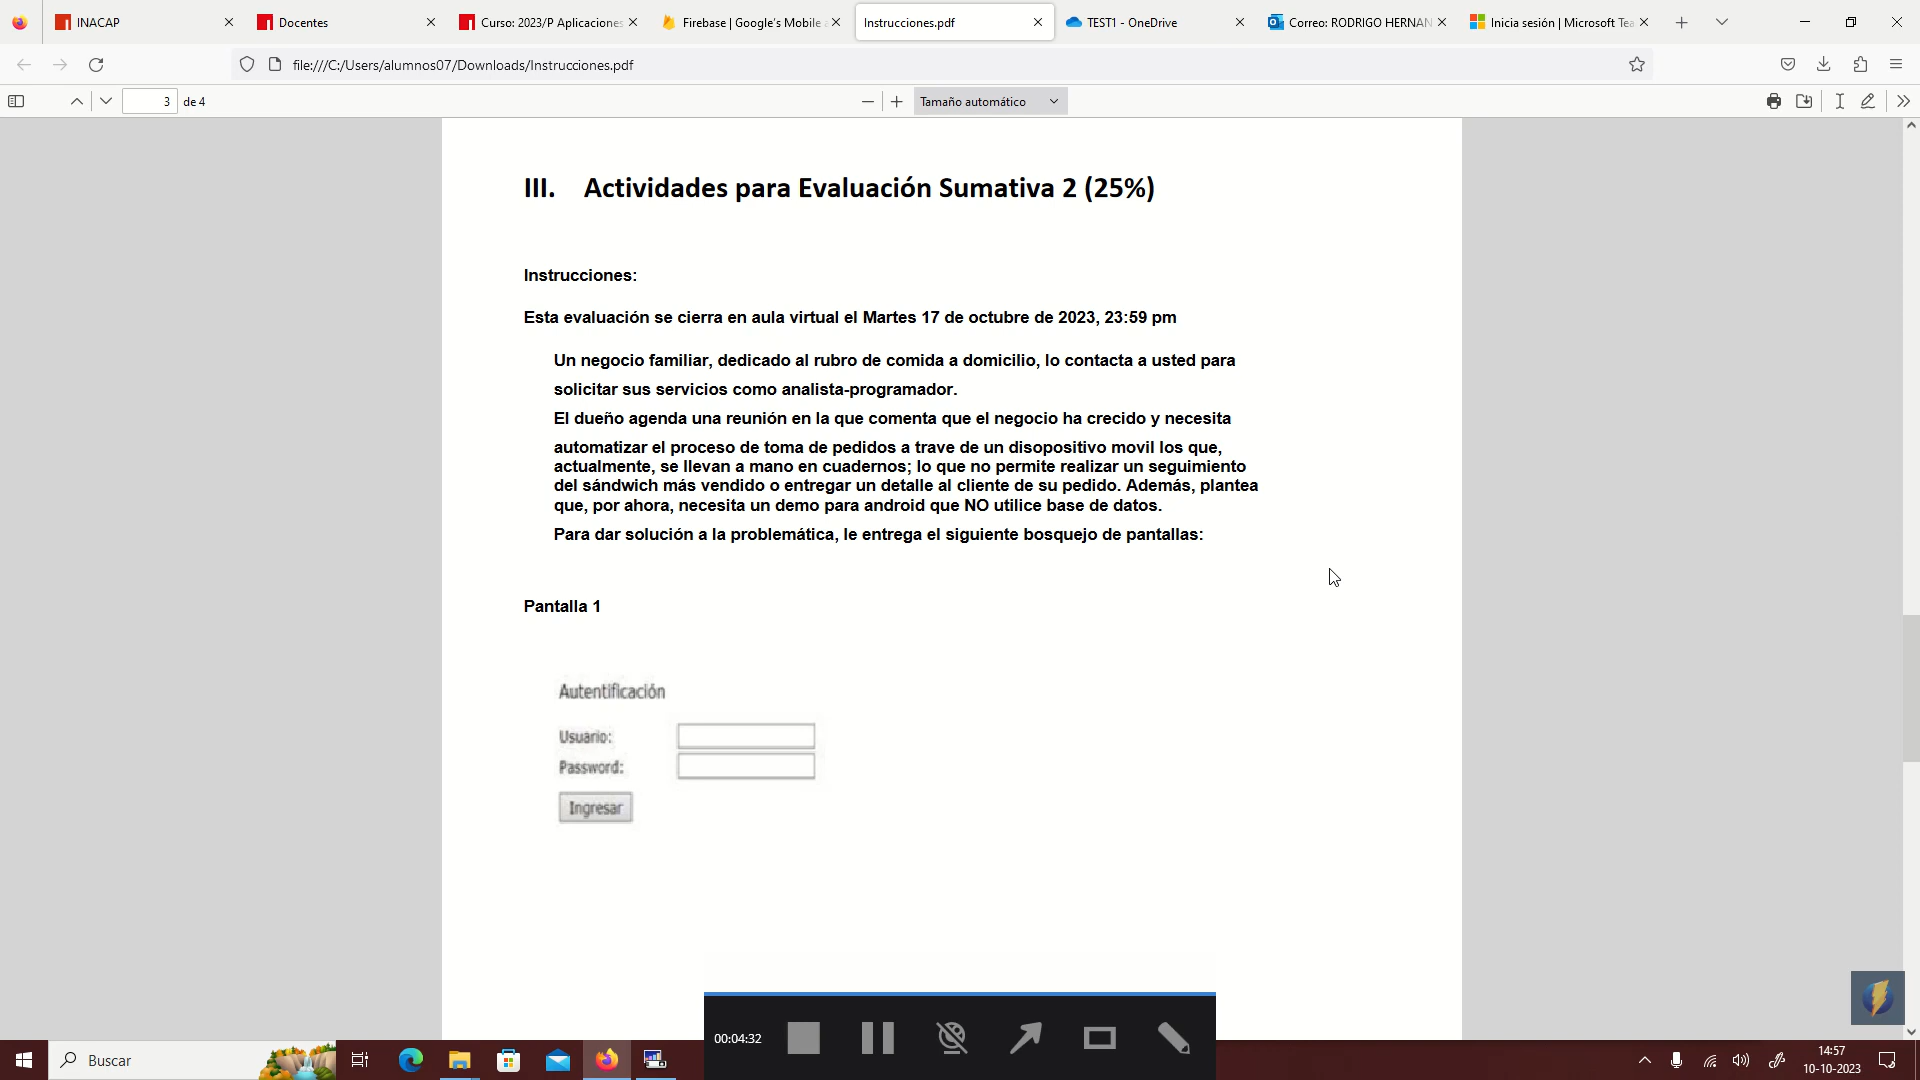 INACAP
Docentes
Curso: 2023/P Aplicaciones
Firebase | Google's Mobile
Instrucciones.pdf
TEST1 - OneDrive
Correo: RODRIGO HERNAN
Inicia sesión | Microsoft Tea
file:///C:/Users/alumnos07/Downloads/Instrucciones.pdf
3 de 4
Tamaño automático
III. Actividades para Evaluación Sumativa 2 (25%)
Instrucciones:
Esta evaluación se cierra en aula virtual el Martes 17 de octubre de 2023, 23:59 pm
Un negocio familiar, dedicado al rubro de comida a domicilio, lo contacta a usted para
solicitar sus servicios como analista-programador.
El dueño agenda una reunión en la que comenta que el negocio ha crecido y necesita
automatizar el proceso de toma de pedidos a trave de un disopositivo movil los que,
actualmente, se llevan a mano en cuadernos; lo que no permite realizar un seguimiento
del sándwich más vendido o entregar un detalle al cliente de su pedido. Además, plantea
que, por ahora, necesita un demo para android que NO utilice base de datos.
Para dar solución a la problemática, le entrega el siguiente bosquejo de pantallas:
Pantalla 1
Autentificación
Usuario:
Password:
Ingresar
00:04:32
Buscar
14:57
10-10-2023